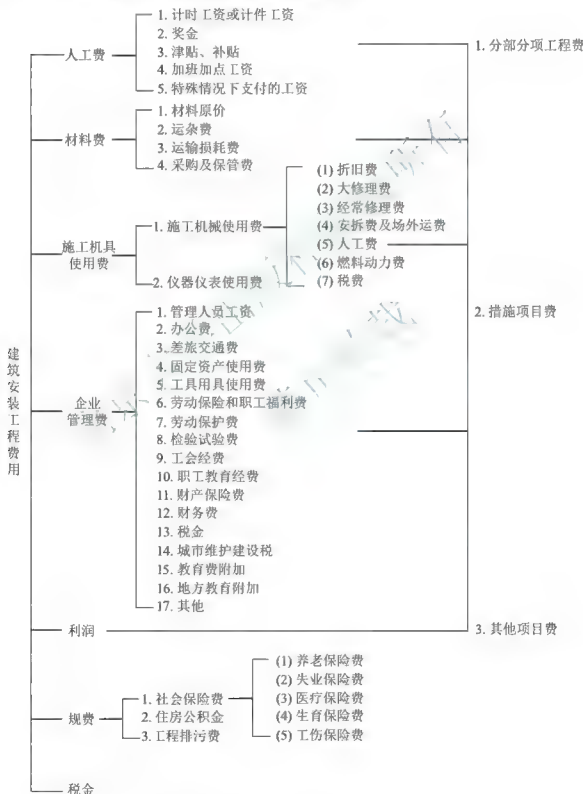 建筑安装工程费用
人工费
1. 计时工资或计件工资
2. 奖金
3. 津贴、补贴
4. 加班加点工资
5. 特殊情况下支付的工资
材料费
1. 材料原价
2. 运杂费
3. 运输损耗费
4. 采购及保管费
施工机具
使用费
1. 施工机械使用费
(1) 折旧费
(2) 大修理费
(3) 经常修理费
(4) 安拆费及场外运费
(5) 人工费
(6) 燃料动力费
(7) 税费
2. 仪器仪表使用费
企业
管理费
1. 管理人员工资
2. 办公费
3. 差旅交通费
4. 固定资产使用费
5. 工具用具使用费
6. 劳动保险和职工福利费
7. 劳动保护费
8. 检验试验费
9. 工会经费
10. 职工教育经费
11. 财产保险费
12. 财务费
13. 税金
14. 城市维护建设税
15. 教育费附加
16. 地方教育附加
17. 其他
利润
规费
1. 社会保险费
(1) 养老保险费
(2) 失业保险费
(3) 医疗保险费
(4) 生育保险费
(5) 工伤保险费
2. 住房公积金
3. 工程排污费
税金
1. 分部分项工程费
2. 措施项目费
3. 其他项目费